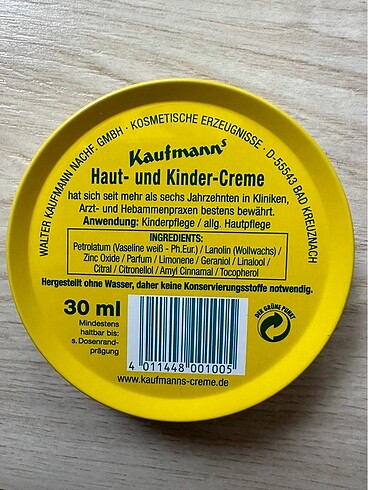 WALTER KAUFMANN NACHF. GMBH · KOSMETISCHE ERZEUGNISSE · D-55543 BAD KREUZNACH
Kaufmanns
Haut- und Kinder-Creme
hat sich seit mehr als sechs Jahrzehnten in Kliniken,
Arzt- und Hebammenpraxen bestens bewährt.
Anwendung: Kinderpflege / allg. Hautpflege
INGREDIENTS:
Petrolatum (Vaseline weiß - Ph.Eur.) / Lanolin (Wollwachs) /
Zinc Oxide / Parfum / Limonene / Geraniol / Linalool /
Citral / Citronellol / Amyl Cinnamal / Tocopherol
Hergestellt ohne Wasser, daher keine Konservierungsstoffe notwendig.
30 ml
Mindestens
haltbar bis:
s. Dosenrand-
prägung
4 011448 001005
DER GRÜNE PUNKT
www.kaufmanns-creme.de